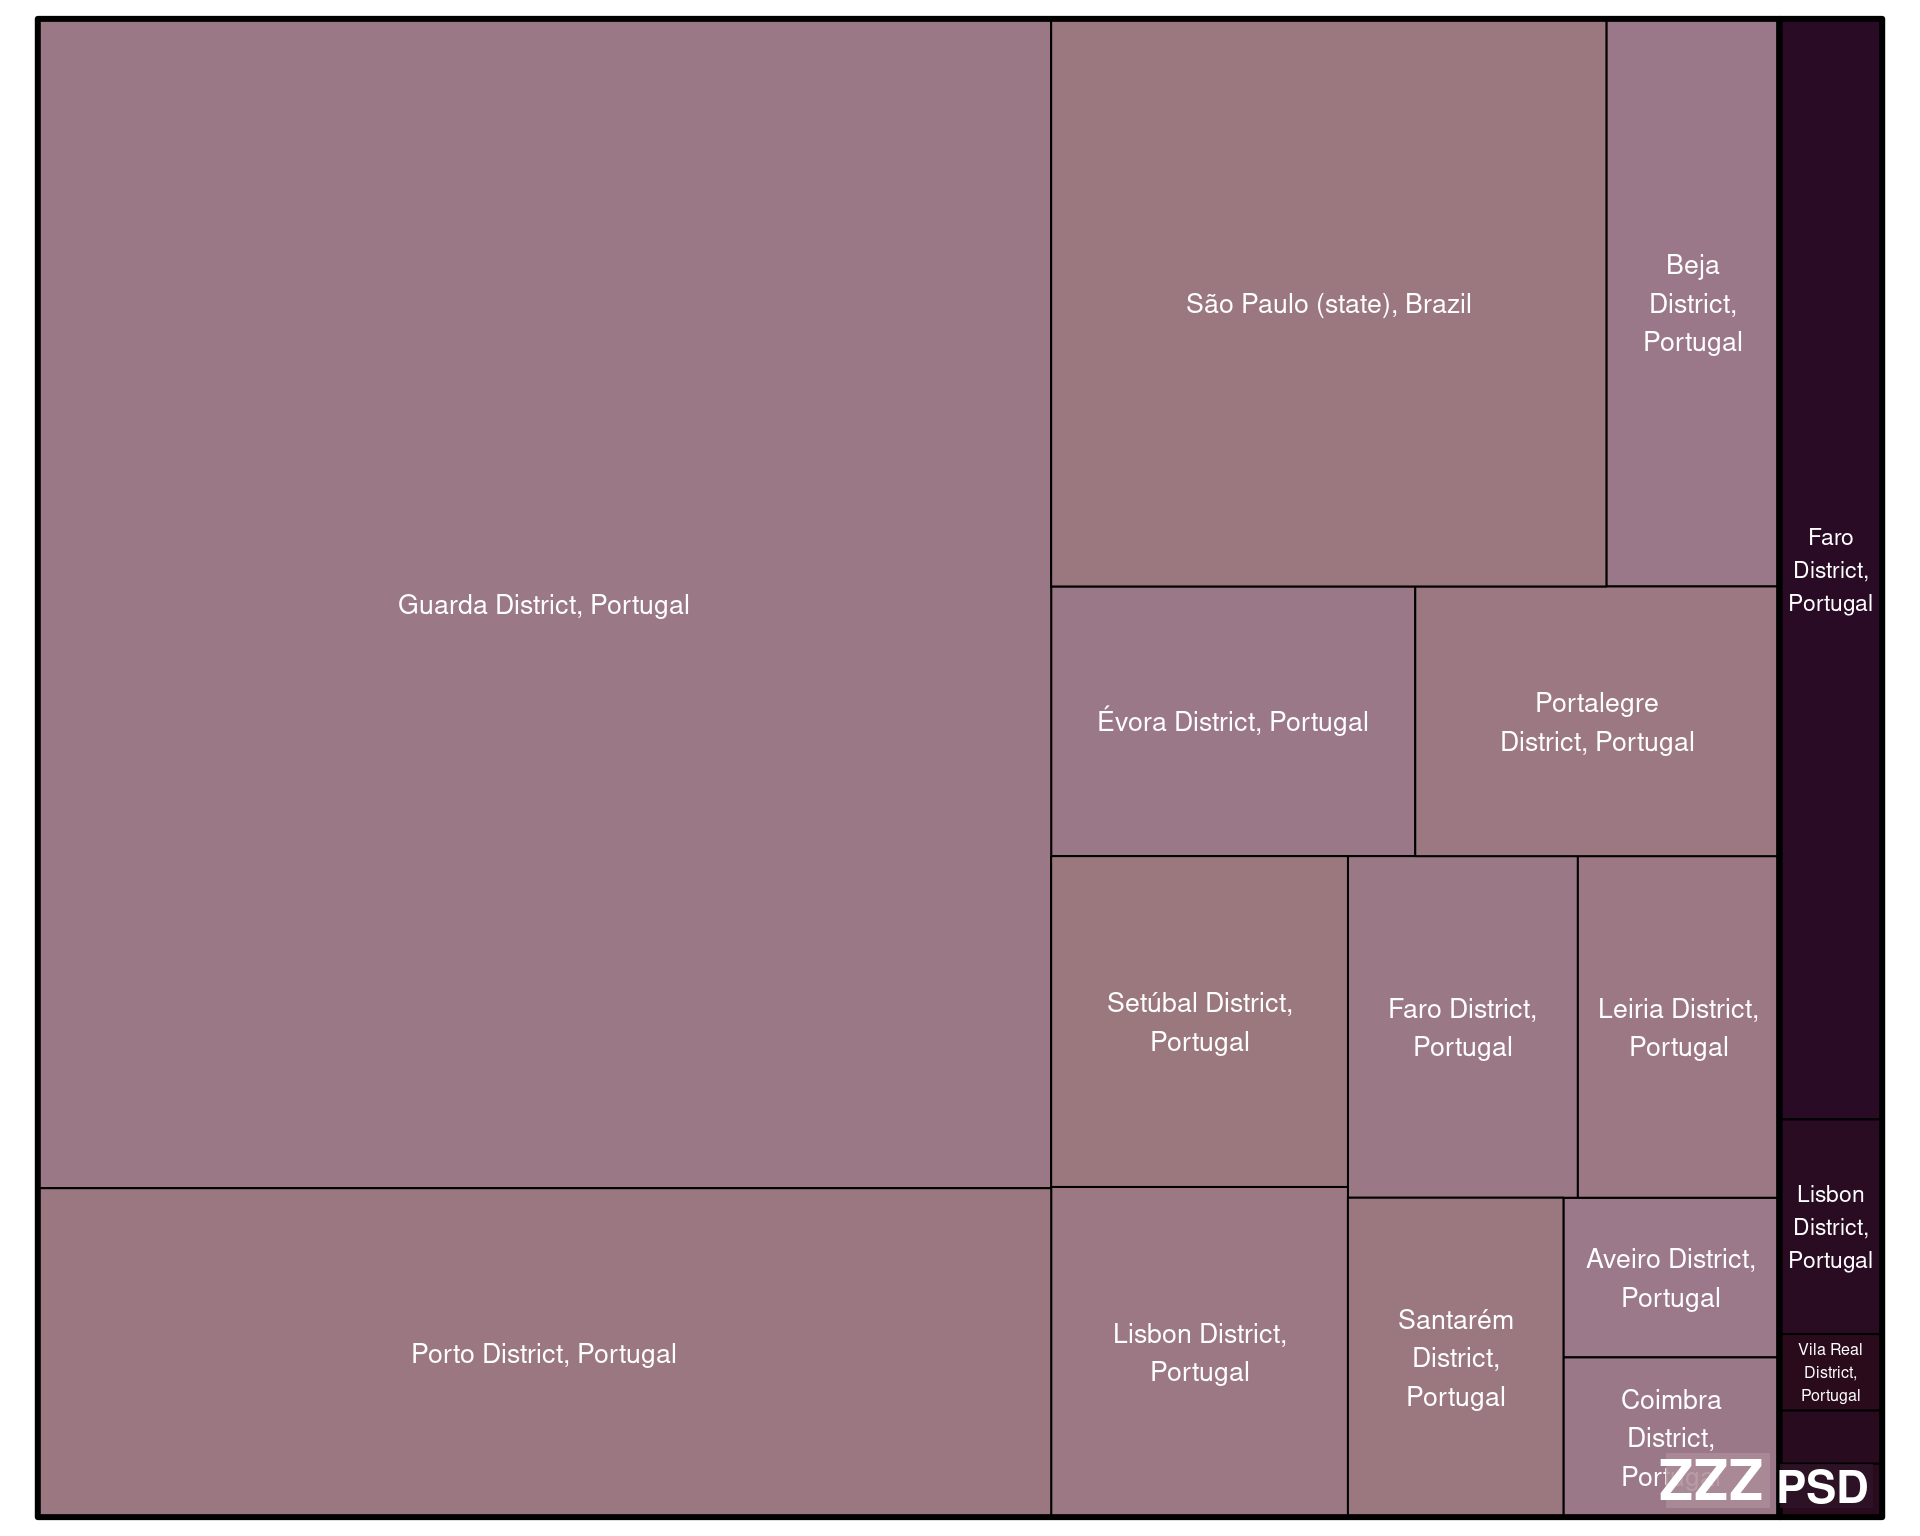 Guarda District, Portugal
Porto District, Portugal
São Paulo (state), Brazil
Beja
District,
Portugal
Évora District, Portugal
Portalegre
District, Portugal
Setúbal District,
Portugal
Faro District,
Portugal
Leiria District,
Portugal
Lisbon District,
Portugal
Santarém
District,
Portugal
Aveiro District,
Portugal
Coimbra
District,
Portugal
ZZZ
Faro
District,
Portugal
Lisbon
District,
Portugal
Vila Real
District,
Portugal
PSD